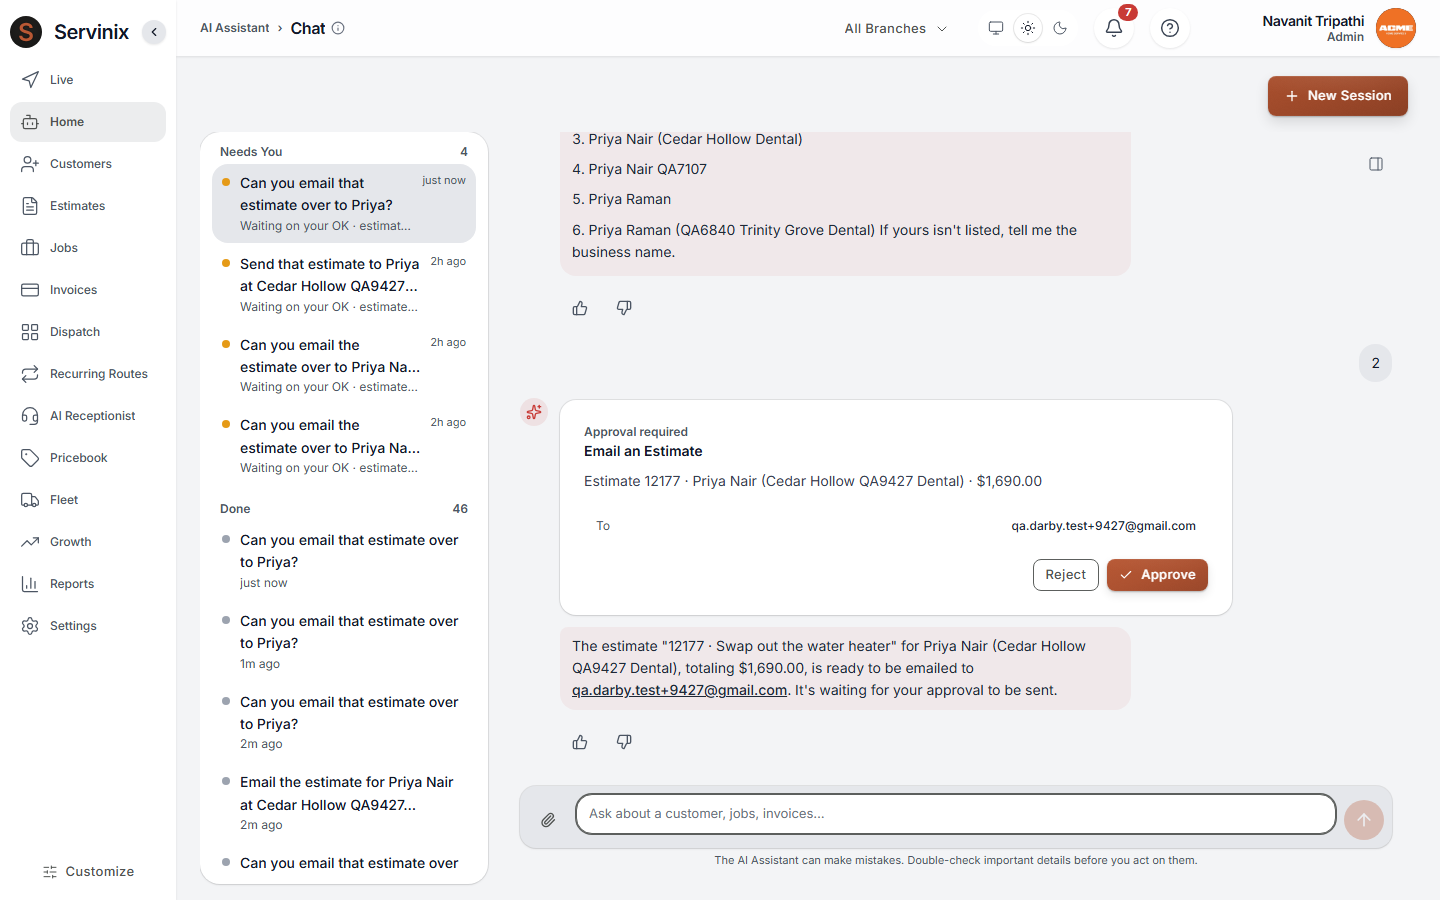 S Servinix
Live
Home
Customers
Estimates
Jobs
Invoices
Dispatch
Recurring Routes
AI Receptionist
Pricebook
Fleet
Growth
Reports
Settings
Customize
AI Assistant › Chat
All Branches
7
Navanit Tripathi
Admin
ACME
+ New Session
Needs You 4
Can you email that just now
estimate over to Priya?
Waiting on your OK · estimat...
Send that estimate to Priya 2h ago
at Cedar Hollow QA9427...
Waiting on your OK · estimate...
Can you email the 2h ago
estimate over to Priya Na...
Waiting on your OK · estimate...
Can you email the 2h ago
estimate over to Priya Na...
Waiting on your OK · estimate...
Done 46
Can you email that estimate over
to Priya?
just now
Can you email that estimate over
to Priya?
1m ago
Can you email that estimate over
to Priya?
2m ago
Email the estimate for Priya Nair
at Cedar Hollow QA9427...
2m ago
Can you email that estimate over
3. Priya Nair (Cedar Hollow Dental)
4. Priya Nair QA7107
5. Priya Raman
6. Priya Raman (QA6840 Trinity Grove Dental) If yours isn't listed, tell me the
business name.
2
Approval required
Email an Estimate
Estimate 12177 · Priya Nair (Cedar Hollow QA9427 Dental) · $1,690.00
To qa.darby.test+9427@gmail.com
Reject
Approve
The estimate "12177 · Swap out the water heater" for Priya Nair (Cedar Hollow
QA9427 Dental), totaling $1,690.00, is ready to be emailed to
qa.darby.test+9427@gmail.com. It's waiting for your approval to be sent.
Ask about a customer, jobs, invoices...
The AI Assistant can make mistakes. Double-check important details before you act on them.